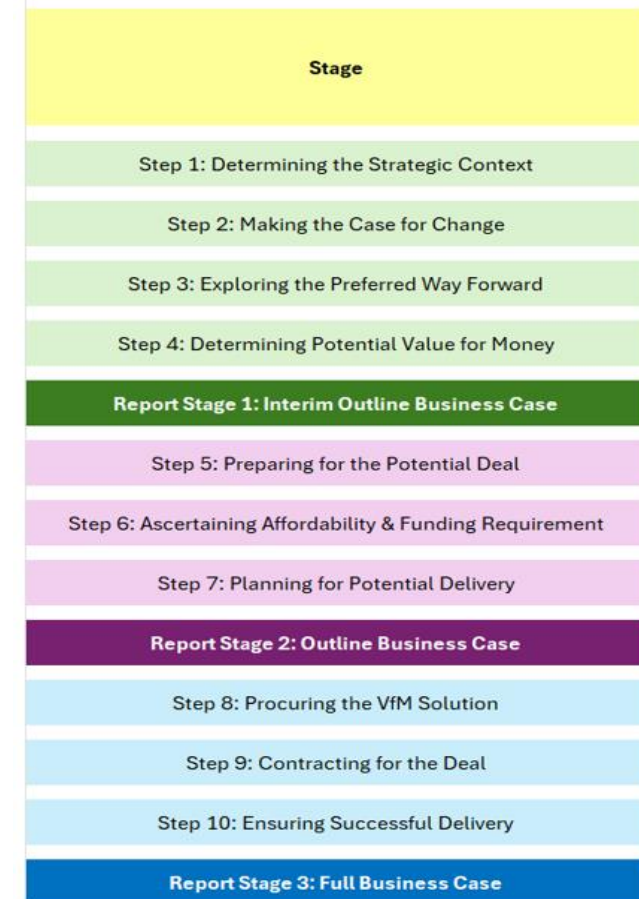 Stage
Step 1: Determining the Strategic Context
Step 2: Making the Case for Change
Step 3: Exploring the Preferred Way Forward
Step 4: Determining Potential Value for Money
Report Stage 1: Interim Outline Business Case
Step 5: Preparing for the Potential Deal
Step 6: Ascertaining Affordability & Funding Requirement
Step 7: Planning for Potential Delivery
Report Stage 2: Outline Business Case
Step 8: Procuring the VfM Solution
Step 9: Contracting for the Deal
Step 10: Ensuring Successful Delivery
Report Stage 3: Full Business Case